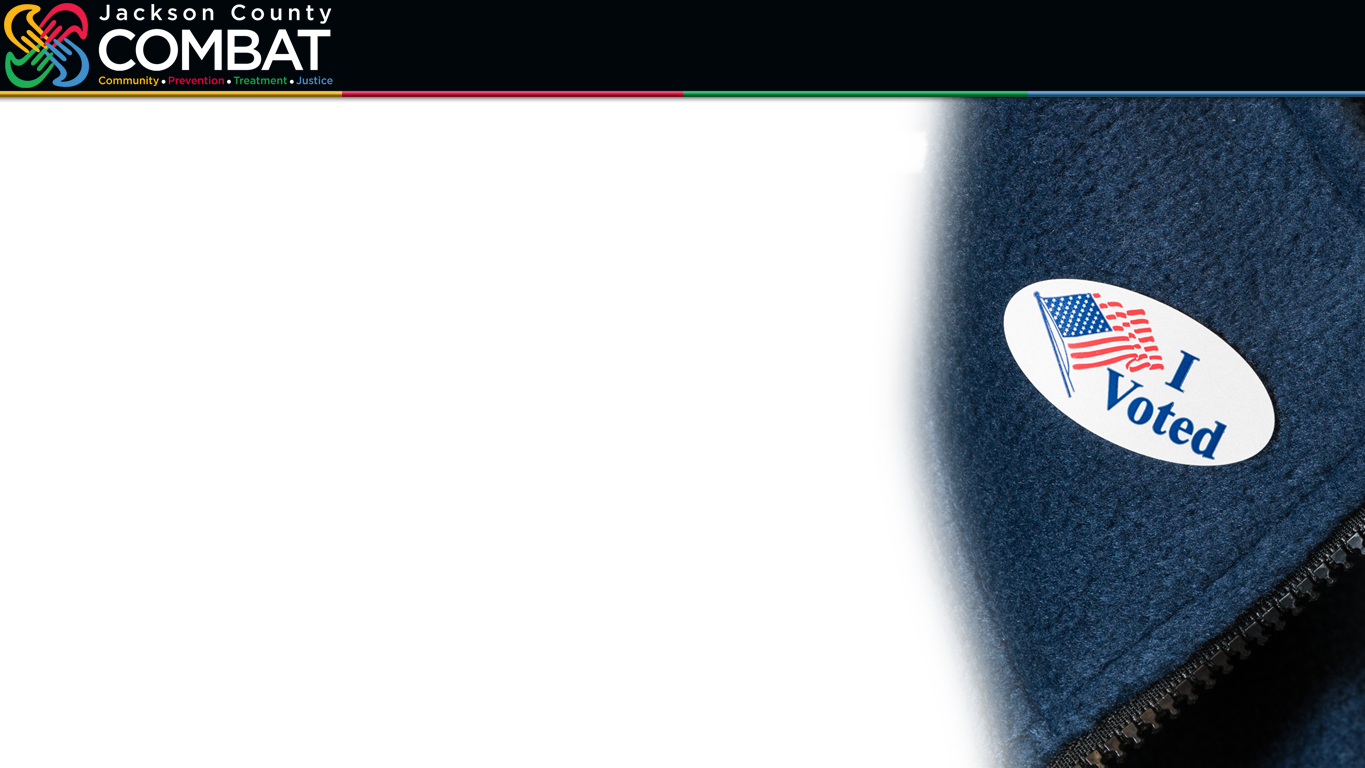 Jackson County
COMBAT
Community • Prevention • Treatment • Justice
I
Voted